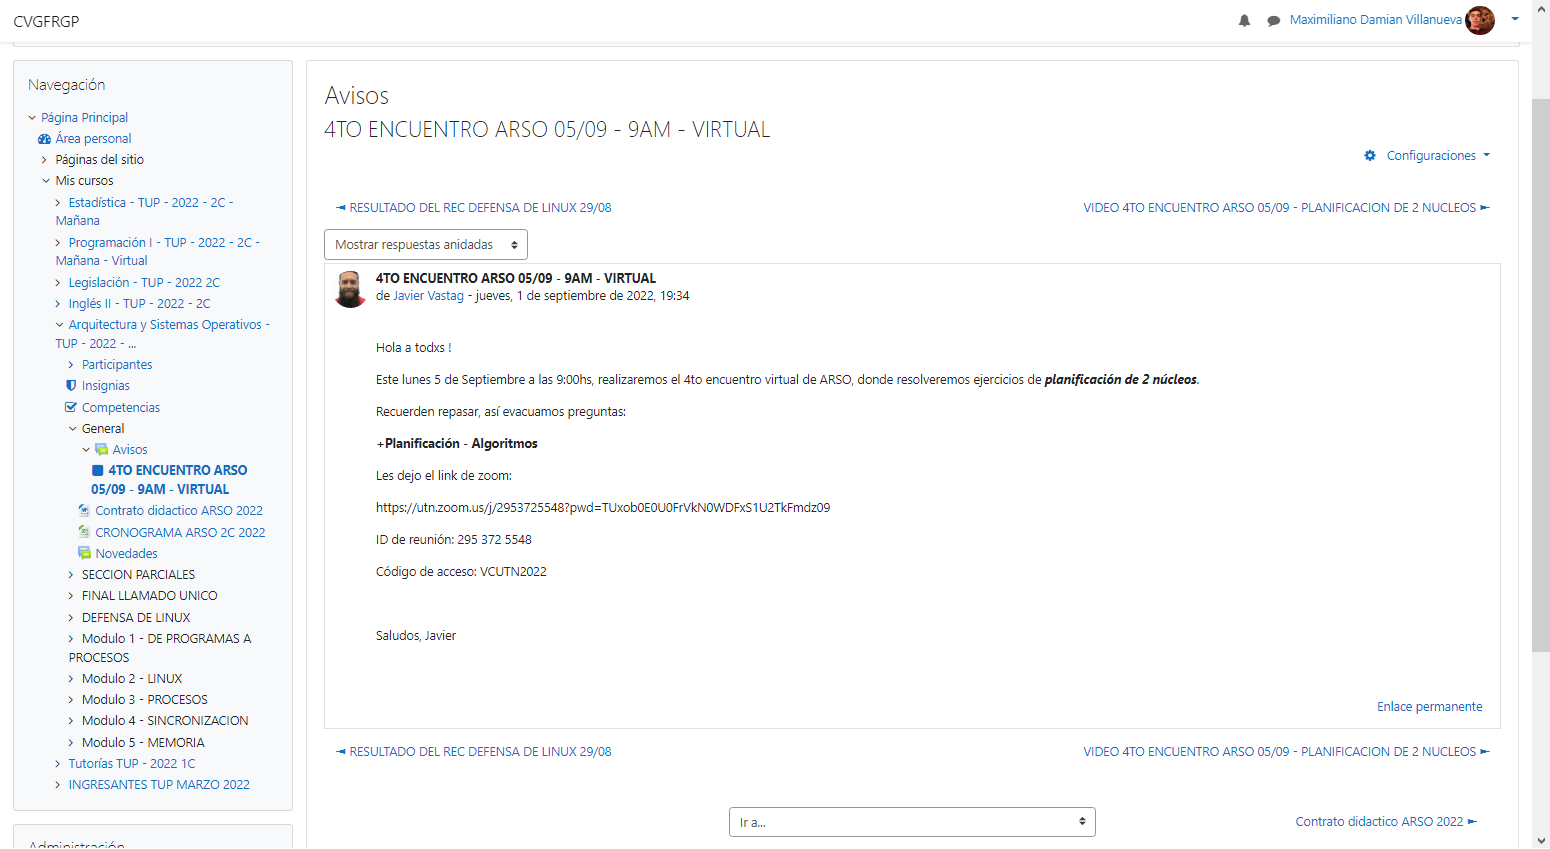 CVGFRGP
Maximiliano Damian Villanueva
Navegación
Página Principal
Área personal
Páginas del sitio
Mis cursos
Estadística - TUP - 2022 - 2C -
Mañana
Programación I - TUP - 2022 - 2C -
Mañana - Virtual
Legislación - TUP - 2022 2C
Inglés II - TUP - 2022 - 2C
Arquitectura y Sistemas Operativos -
TUP - 2022 - ...
Participantes
Insignias
Competencias
General
Avisos
4TO ENCUENTRO ARSO
05/09 - 9AM - VIRTUAL
Contrato didactico ARSO 2022
CRONOGRAMA ARSO 2C 2022
Novedades
SECCION PARCIALES
FINAL LLAMADO UNICO
DEFENSA DE LINUX
Modulo 1 - DE PROGRAMAS A
PROCESOS
Modulo 2 - LINUX
Modulo 3 - PROCESOS
Modulo 4 - SINCRONIZACION
Modulo 5 - MEMORIA
Tutorías TUP - 2022 1C
INGRESANTES TUP MARZO 2022
Administración
Avisos
4TO ENCUENTRO ARSO 05/09 - 9AM - VIRTUAL
Configuraciones
◄ RESULTADO DEL REC DEFENSA DE LINUX 29/08
VIDEO 4TO ENCUENTRO ARSO 05/09 - PLANIFICACION DE 2 NUCLEOS ►
Mostrar respuestas anidadas
4TO ENCUENTRO ARSO 05/09 - 9AM - VIRTUAL
de Javier Vastag - jueves, 1 de septiembre de 2022, 19:34
Hola a todxs !
Este lunes 5 de Septiembre a las 9:00hs, realizaremos el 4to encuentro virtual de ARSO, donde resolveremos ejercicios de planificación de 2 núcleos.
Recuerden repasar, así evacuamos preguntas:
+Planificación - Algoritmos
Les dejo el link de zoom:
https://utn.zoom.us/j/2953725548?pwd=TUxob0E0U0FrVkN0WDFxS1U2TkFmdz09
ID de reunión: 295 372 5548
Código de acceso: VCUTN2022
Saludos, Javier
Enlace permanente
◄ RESULTADO DEL REC DEFENSA DE LINUX 29/08
VIDEO 4TO ENCUENTRO ARSO 05/09 - PLANIFICACION DE 2 NUCLEOS ►
Ir a...
Contrato didactico ARSO 2022 ►